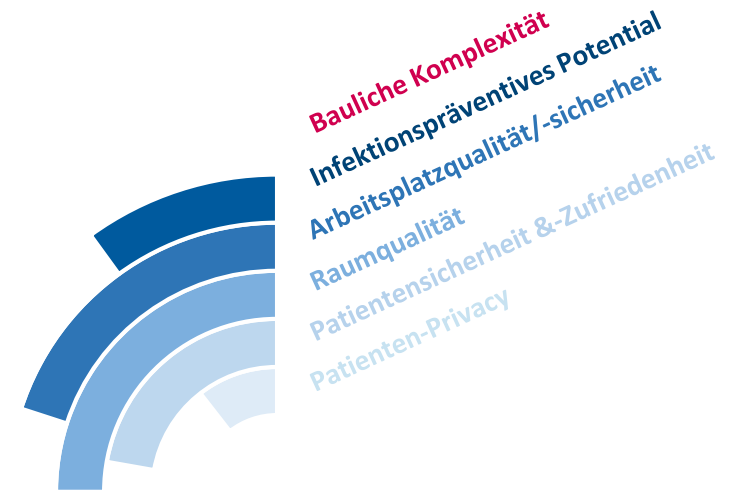 Bauliche Komplexität
Infektionspräventives Potential
Arbeitsplatzqualität/-sicherheit
Raumqualität
Patientensicherheit &-Zufriedenheit
Patienten-Privacy